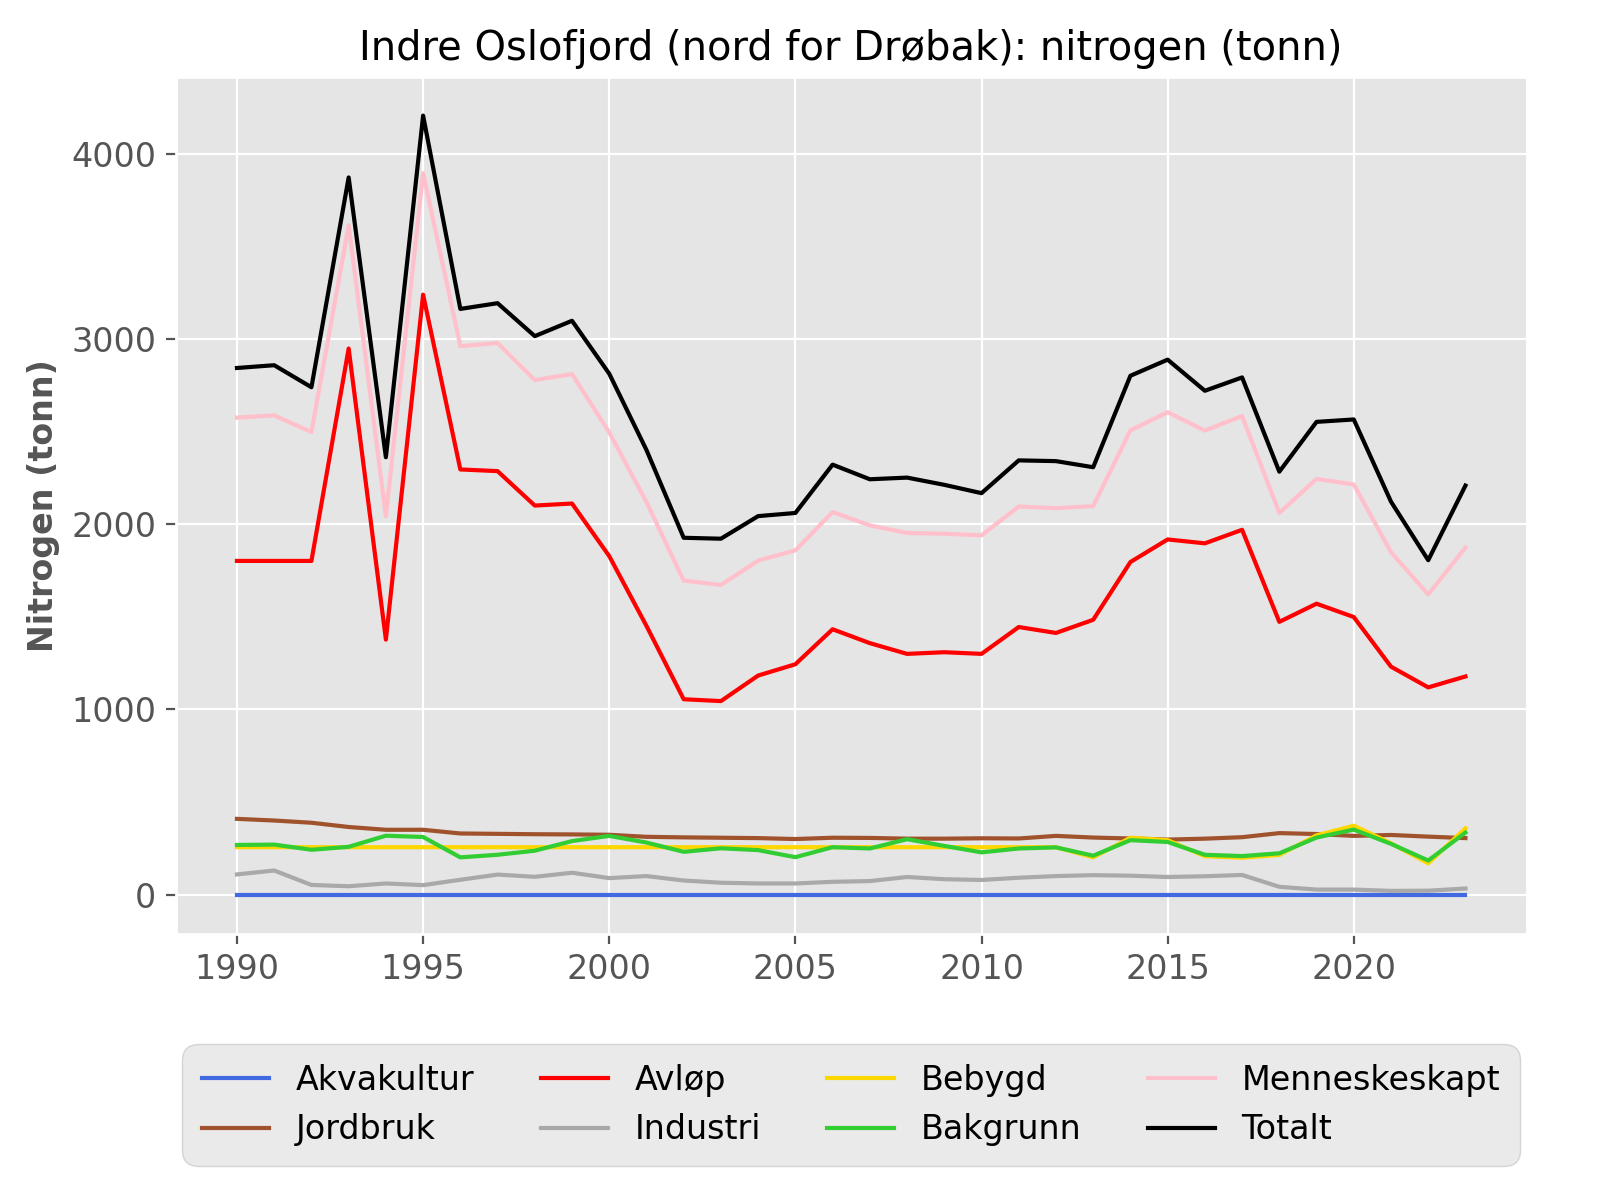 Indre Oslofjord (nord for Drøbak): nitrogen (tonn)
Nitrogen (tonn)
4000
3000
2000
1000
0
1990 1995 2000 2005 2010 2015 2020
Akvakultur Avløp Bebygd Menneskeskapt
Jordbruk Industri Bakgrunn Totalt